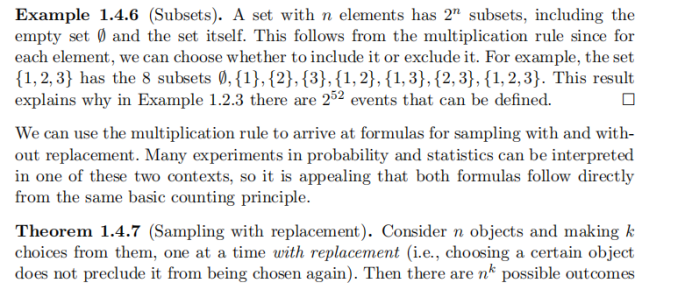 Example 1.4.6 (Subsets). A set with n elements has 2ⁿ subsets, including the
empty set ∅ and the set itself. This follows from the multiplication rule since for
each element, we can choose whether to include it or exclude it. For example, the set
{1, 2, 3} has the 8 subsets ∅, {1}, {2}, {3}, {1, 2}, {1, 3}, {2, 3}, {1, 2, 3}. This result
explains why in Example 1.2.3 there are 2⁵² events that can be defined. □
We can use the multiplication rule to arrive at formulas for sampling with and with-
out replacement. Many experiments in probability and statistics can be interpreted
in one of these two contexts, so it is appealing that both formulas follow directly
from the same basic counting principle.
Theorem 1.4.7 (Sampling with replacement). Consider n objects and making k
choices from them, one at a time with replacement (i.e., choosing a certain object
does not preclude it from being chosen again). Then there are nᵏ possible outcomes